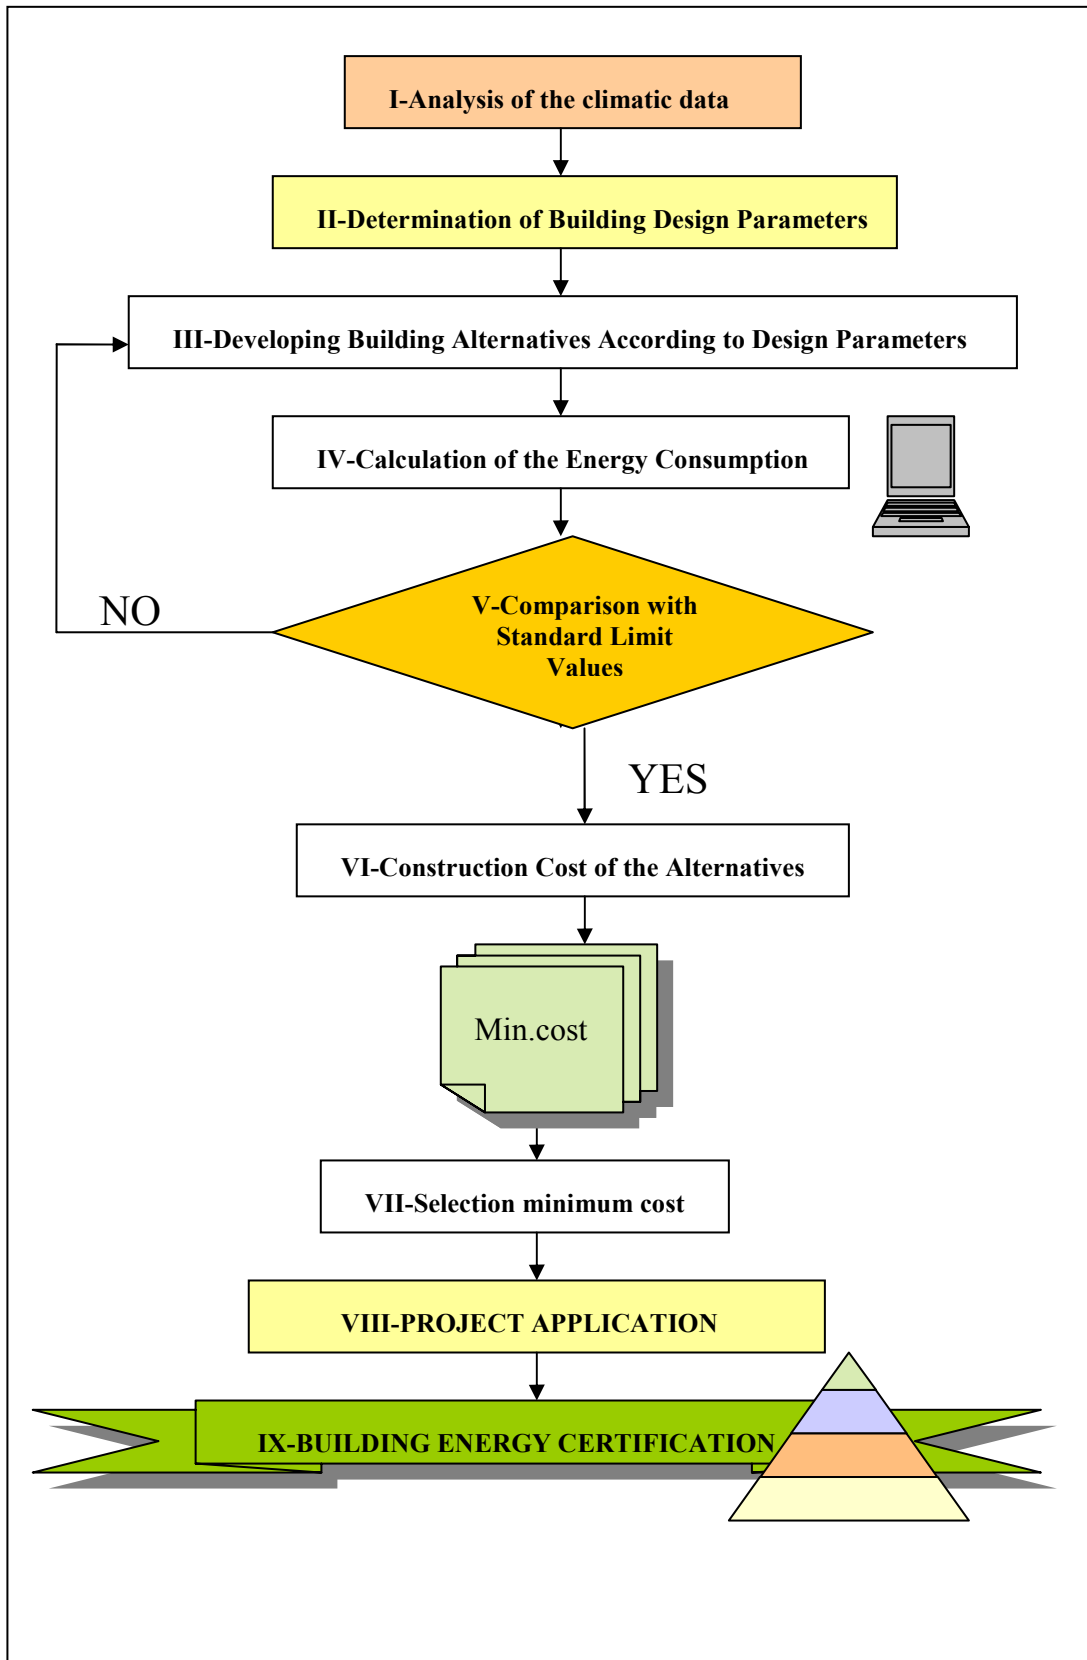 I-Analysis of the climatic data
II-Determination of Building Design Parameters
III-Developing Building Alternatives According to Design Parameters
IV-Calculation of the Energy Consumption
V-Comparison with
Standard Limit
Values
NO
YES
VI-Construction Cost of the Alternatives
Min.cost
VII-Selection minimum cost
VIII-PROJECT APPLICATION
IX-BUILDING ENERGY CERTIFICATION